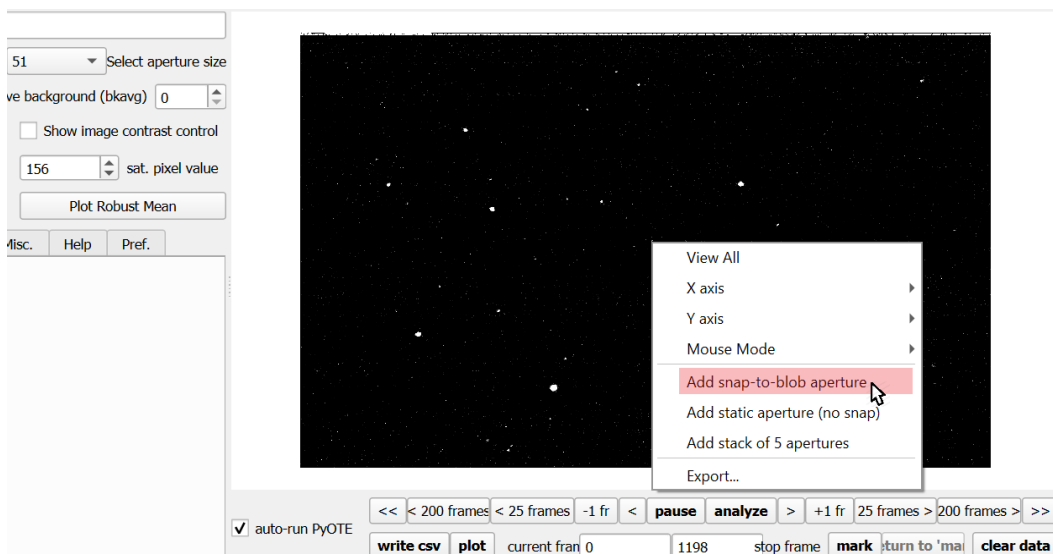 51 Select aperture size
ve background (bkavg) 0
Show image contrast control
156 sat. pixel value
Plot Robust Mean
Misc. Help Pref.
View All
X axis
Y axis
Mouse Mode
Add snap-to-blob aperture
Add static aperture (no snap)
Add stack of 5 apertures
Export...
<< < 200 frames < 25 frames -1 fr < pause analyze > +1 fr 25 frames > 200 frames > >>
auto-run PyOTE
write csv plot current fran 0 1198 stop frame mark eturn to 'mar clear data